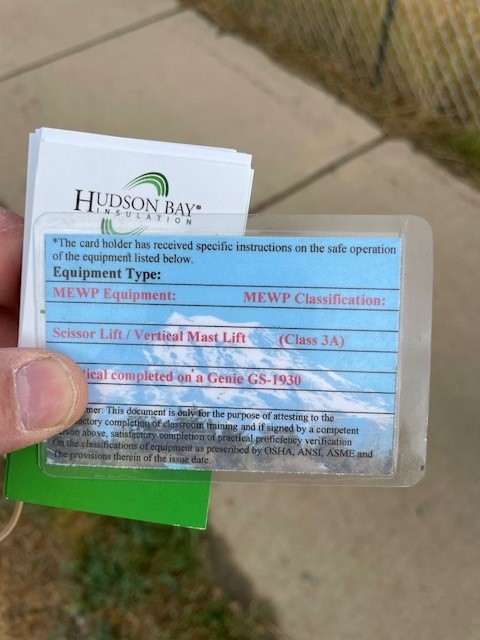 HUDSON BAY®
INSULATION
*The card holder has received specific instructions on the safe operation
of the equipment listed below.
Equipment Type:
MEWP Equipment: MEWP Classification:
Scissor Lift / Vertical Mast Lift (Class 3A)
tical completed on a Genie GS-1930
mer: This document is only for the purpose of attesting to the
factory completion of classroom training and if signed by a competent
above, satisfactory completion of practical proficiency verification
the classifications of equipment as prescribed by OSHA, ANSI, ASME and
the provisions therein of the issue date.